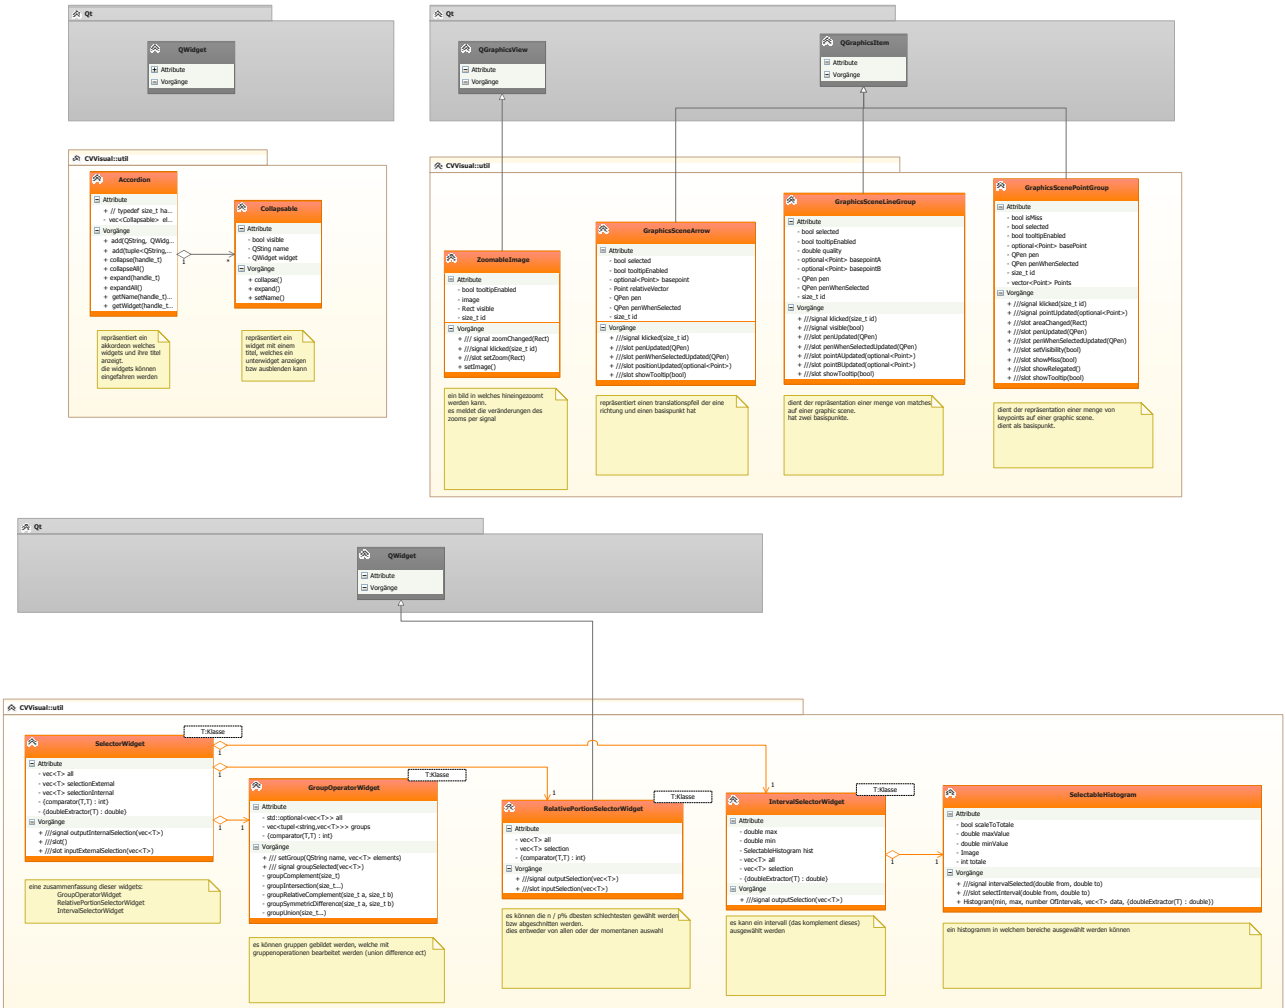 Qt
QWidget
Attribute
Vorgänge
Qt
QGraphicsView
Attribute
Vorgänge
QGraphicsItem
Attribute
Vorgänge
CVVisual::util
Accordion
Attribute
+ // typedef size_t ha...
- vec<Collapsable> el...
Vorgänge
+ add(QString, QWidg...
+ add(tuple<QString,...
+ collapse(handle_t)
+ collapseAll()
+ expand(handle_t)
+ expandAll()
+ getName(handle_t)...
+ getWidget(handle_t...
1
*
Collapsable
Attribute
- bool visible
- QSting name
- QWidget widget
Vorgänge
+ collapse()
+ expand()
+ setName()
repräsentiert ein
akkordeon welches
widgets und ihre titel
anzeigt.
die widgets können
eingefahren werden
repräsentiert ein
widget mit einem
titel, welches ein
unterwidget anzeigen
bzw ausblenden kann
CVVisual::util
ZoomableImage
Attribute
- bool tooltipEnabled
- image
- Rect visible
- size_t id
Vorgänge
+ /// signal zoomChanged(Rect)
+ ///signal klicked(size_t id)
+ ///slot setZoom(Rect)
+ setImage()
ein bild in welches hineingezoomt
werden kann.
es meldet die veränderungen des
zooms per signal
GraphicsSceneArrow
Attribute
- bool selected
- bool tooltipEnabled
- optional<Point> basepoint
- Point relativeVector
- QPen pen
- QPen penWhenSelected
- size_t id
Vorgänge
+ ///signal klicked(size_t id)
+ ///slot penUpdated(QPen)
+ ///slot penWhenSelectedUpdated(QPen)
+ ///slot positionUpdated(optional<Point>)
+ ///slot showTooltip(bool)
repräsentiert einen translationspfeil der eine
richtung und einen basispunkt hat
GraphicsSceneLineGroup
Attribute
- bool selected
- bool tooltipEnabled
- double quality
- optional<Point> basepointA
- optional<Point> basepointB
- QPen pen
- QPen penWhenSelected
- size_t id
Vorgänge
+ ///signal klicked(size_t id)
+ ///signal visible(bool)
+ ///slot penUpdated(QPen)
+ ///slot penWhenSelectedUpdated(QPen)
+ ///slot pointAUpdated(optional<Point>)
+ ///slot pointBUpdated(optional<Point>)
+ ///slot showTooltip(bool)
dient der repräsentation einer menge von matches
auf einer graphic scene.
hat zwei basispunkte.
GraphicsScenePointGroup
Attribute
- bool isMiss
- bool selected
- bool tooltipEnabled
- optional<Point> basePoint
- QPen pen
- QPen penWhenSelected
- size_t id
- vector<Point> Points
Vorgänge
+ ///signal klicked(size_t id)
+ ///signal pointUpdated(optional<Point>)
+ ///slot areaChanged(Rect)
+ ///slot penUpdated(QPen)
+ ///slot penWhenSelectedUpdated(QPen)
+ ///slot setVisibility(bool)
+ ///slot showMiss(bool)
+ ///slot showRelegated()
+ ///slot showTooltip(bool)
dient der repräsentation einer menge von
keypoints auf einer graphic scene.
dient als basispunkt.
Qt
QWidget
Attribute
Vorgänge
CVVisual::util
T:Klasse
SelectorWidget
Attribute
- vec<T> all
- vec<T> selectionExternal
- vec<T> selectionInternal
- {comparator(T,T) : int}
- {doubleExtractor(T) : double}
Vorgänge
+ ///signal outputInternalSelection(vec<T>)
+ ///slot()
+ ///slot inputExternalSelection(vec<T>)
1
1
1
1
1
1
eine zusammenfassung dieser widgets:
GroupOperatorWidget
RelativePortionSelectorWidget
IntervalSelectorWidget
T:Klasse
GroupOperatorWidget
Attribute
- std::optional<vec<T>> all
- vec<tupel<string,vec<T>>> groups
- {comparator(T,T) : int}
Vorgänge
+ /// setGroup(QString name, vec<T> elements)
+ /// signal groupSelected(vec<T>)
- groupComplement(size_t)
- groupIntersection(size_t...)
- groupRelativeComplement(size_t a, size_t b)
- groupSymmetricDifference(size_t a, size_t b)
- groupUnion(size_t...)
es können gruppen gebildet werden, welche mit
gruppenoperationen bearbeitet werden (union difference ect)
T:Klasse
RelativePortionSelectorWidget
Attribute
- vec<T> all
- vec<T> selection
- {comparator(T,T) : int}
Vorgänge
+ ///signal outputSelection(vec<T>)
+ ///slot inputSelection(vec<T>)
es können die n / p% dbesten schlechtesten gewählt werden
bzw abgeschnitten werden.
dies entweder von allen oder der momentanen auswahl
T:Klasse
IntervalSelectorWidget
Attribute
- double max
- double min
- SelectableHistogram hist
- vec<T> all
- vec<T> selection
- {doubleExtractor(T) : double}
Vorgänge
+ ///signal outputSelection(vec<T>)
1
1
es kann ein intervall (das komplement dieses)
ausgewählt werden
SelectableHistogram
Attribute
- bool scaleToTotale
- double maxValue
- double minValue
- Image
- int totale
Vorgänge
+ ///signal intervalSelected(double from, double to)
+ ///slot selectInterval(double from, double to)
+ Histogram(min, max, number OfIntervals, vec<T> data, {doubleExtractor(T) : double})
ein histogramm in welchem bereiche ausgewählt werden können